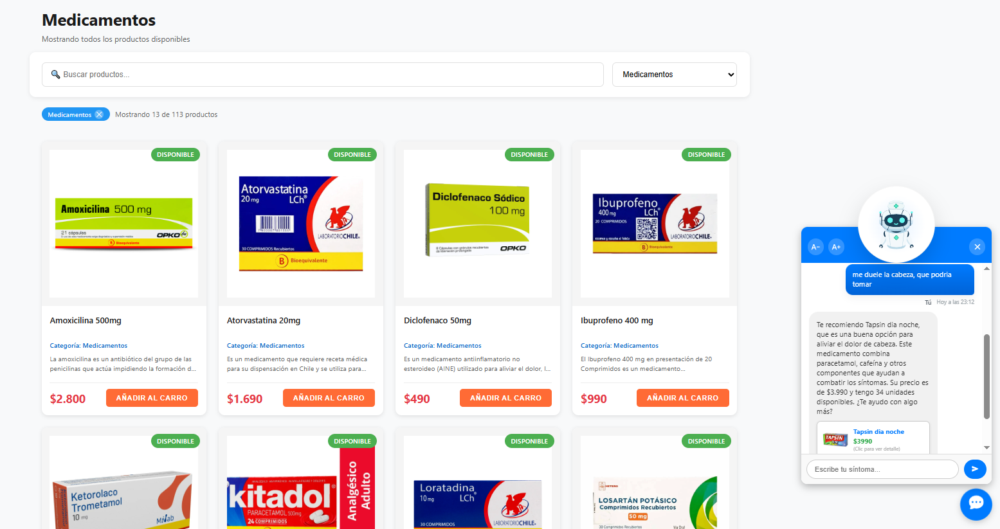 Medicamentos
Mostrando todos los productos disponibles
Buscar productos...
Medicamentos
Medicamentos
Mostrando 13 de 113 productos
DISPONIBLE
Amoxicilina 500 mg
21 cápsulas
B Bioequivalente
OPKO
Amoxicilina 500mg
Categoría: Medicamentos
La amoxicilina es un antibiótico del grupo de las
penicilinas que actúa impidiendo la formación d...
$2.800
AÑADIR AL CARRO
DISPONIBLE
Atorvastatina
20 mg
LCh®
LABORATORIOCHILE
30 COMPRIMIDOS Recubiertos
B Bioequivalente
Atorvastatina 20mg
Categoría: Medicamentos
Es un medicamento que requiere receta médica
para su dispensación en Chile y se utiliza para...
$1.690
AÑADIR AL CARRO
DISPONIBLE
Diclofenaco Sódico
100 mg
8 Cápsulas con gránulos recubiertos
de liberación prolongada
OPKO
Diclofenaco 50mg
Categoría: Medicamentos
Es un medicamento antiinflamatorio no
esteroideo (AINE) utilizado para aliviar el dolor, l...
$490
AÑADIR AL CARRO
DISPONIBLE
Ibuprofeno
400 mg
LCh®
20 COMPRIMIDOS
LABORATORIOCHILE
B Bioequivalente
Ibuprofeno 400 mg
Categoría: Medicamentos
El Ibuprofeno 400 mg en presentación de 20
Comprimidos es un medicamento...
$990
AÑADIR AL CARRO
DISPONIBLE
Ketorolaco
Trometamol
10 mg
Milab
DISPONIBLE
kitadol
PARACETAMOL 500mg
24 COMPRIMIDOS
Analgésico
Adulto
DISPONIBLE
Loratadina
10 mg
LCh®
30 COMPRIMIDOS
LABORATORIOCHILE
DISPONIBLE
HETERO
LOSARTÁN POTÁSICO
Comprimidos Recubiertos
50 mg
30 Comprimidos Recubiertos
Vía Oral
A−
A+
me duele la cabeza, que podria
tomar
Tú Hoy a las 23:12
Te recomiendo Tapsin dia noche,
que es una buena opción para
aliviar el dolor de cabeza. Este
medicamento combina
paracetamol, cafeína y otros
componentes que ayudan a
combatir los síntomas. Su precio es
de $3.990 y tengo 34 unidades
disponibles. ¿Te ayudo con algo
más?
TAPSIN
Tapsin dia noche
$3990
(Clic para ver detalle)
Escribe tu síntoma...